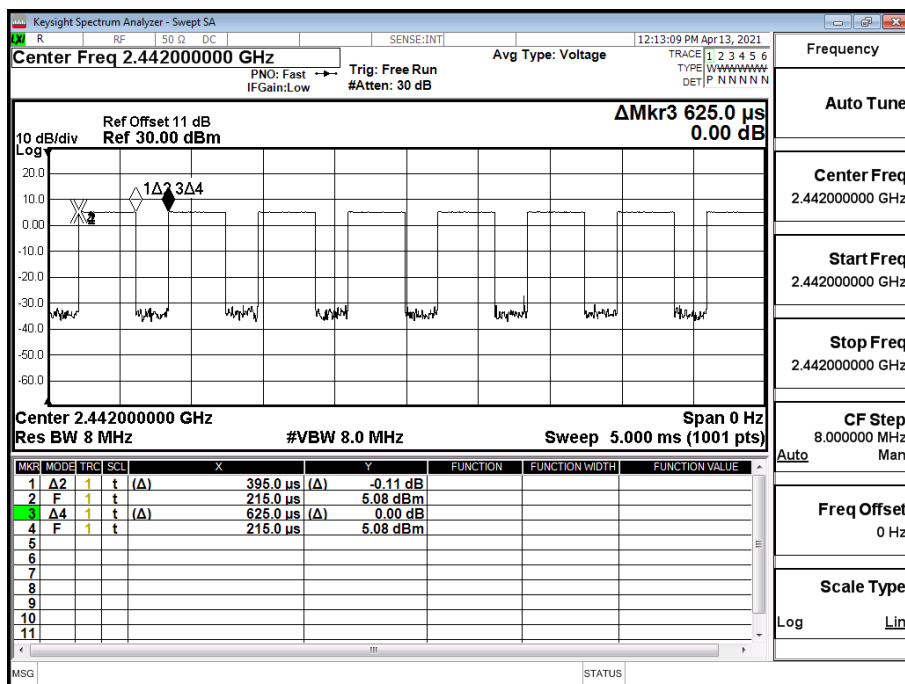 Keysight Spectrum Analyzer - Swept SA
LXI R RF 50 Ω DC SENSE:INT 12:13:09 PM Apr 13, 2021
Center Freq 2.442000000 GHz
PNO: Fast
IFGain:Low
Trig: Free Run
#Atten: 30 dB
Avg Type: Voltage
TRACE 1 2 3 4 5 6
TYPE WWWWWW
DET P N N N N N
ΔMkr3 625.0 µs
0.00 dB
Ref Offset 11 dB
10 dB/div Ref 30.00 dBm
Log
20.0
10.0
0.00
-10.0
-20.0
-30.0
-40.0
-50.0
-60.0
1Δ2 3Δ4
Center 2.442000000 GHz Span 0 Hz
Res BW 8 MHz #VBW 8.0 MHz Sweep 5.000 ms (1001 pts)
MKR MODE TRC SCL X Y FUNCTION FUNCTION WIDTH FUNCTION VALUE
1 Δ2 1 t (Δ) 395.0 µs (Δ) -0.11 dB
2 F 1 t 215.0 µs 5.08 dBm
3 Δ4 1 t (Δ) 625.0 µs (Δ) 0.00 dB
4 F 1 t 215.0 µs 5.08 dBm
5
6
7
8
9
10
11
MSG STATUS
Frequency
Auto Tune
Center Freq
2.442000000 GHz
Start Freq
2.442000000 GHz
Stop Freq
2.442000000 GHz
CF Step
8.000000 MHz
Auto Man
Freq Offset
0 Hz
Scale Type
Log Lin